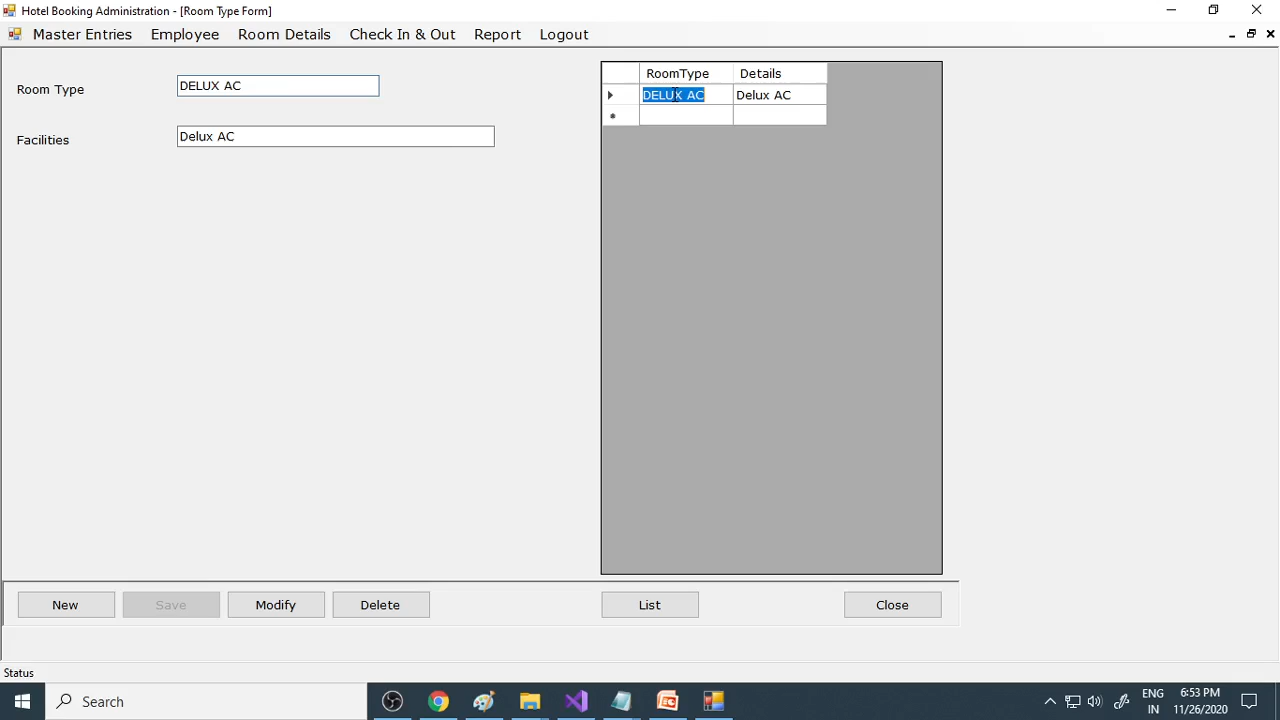 Hotel Booking Administration - [Room Type Form]
Master Entries Employee Room Details Check In & Out Report Logout
Room Type DELUX AC
Facilities Delux AC
RoomType Details
DELUX AC Delux AC
New Save Modify Delete List Close
Status
Search
ENG
IN
6:53 PM
11/26/2020